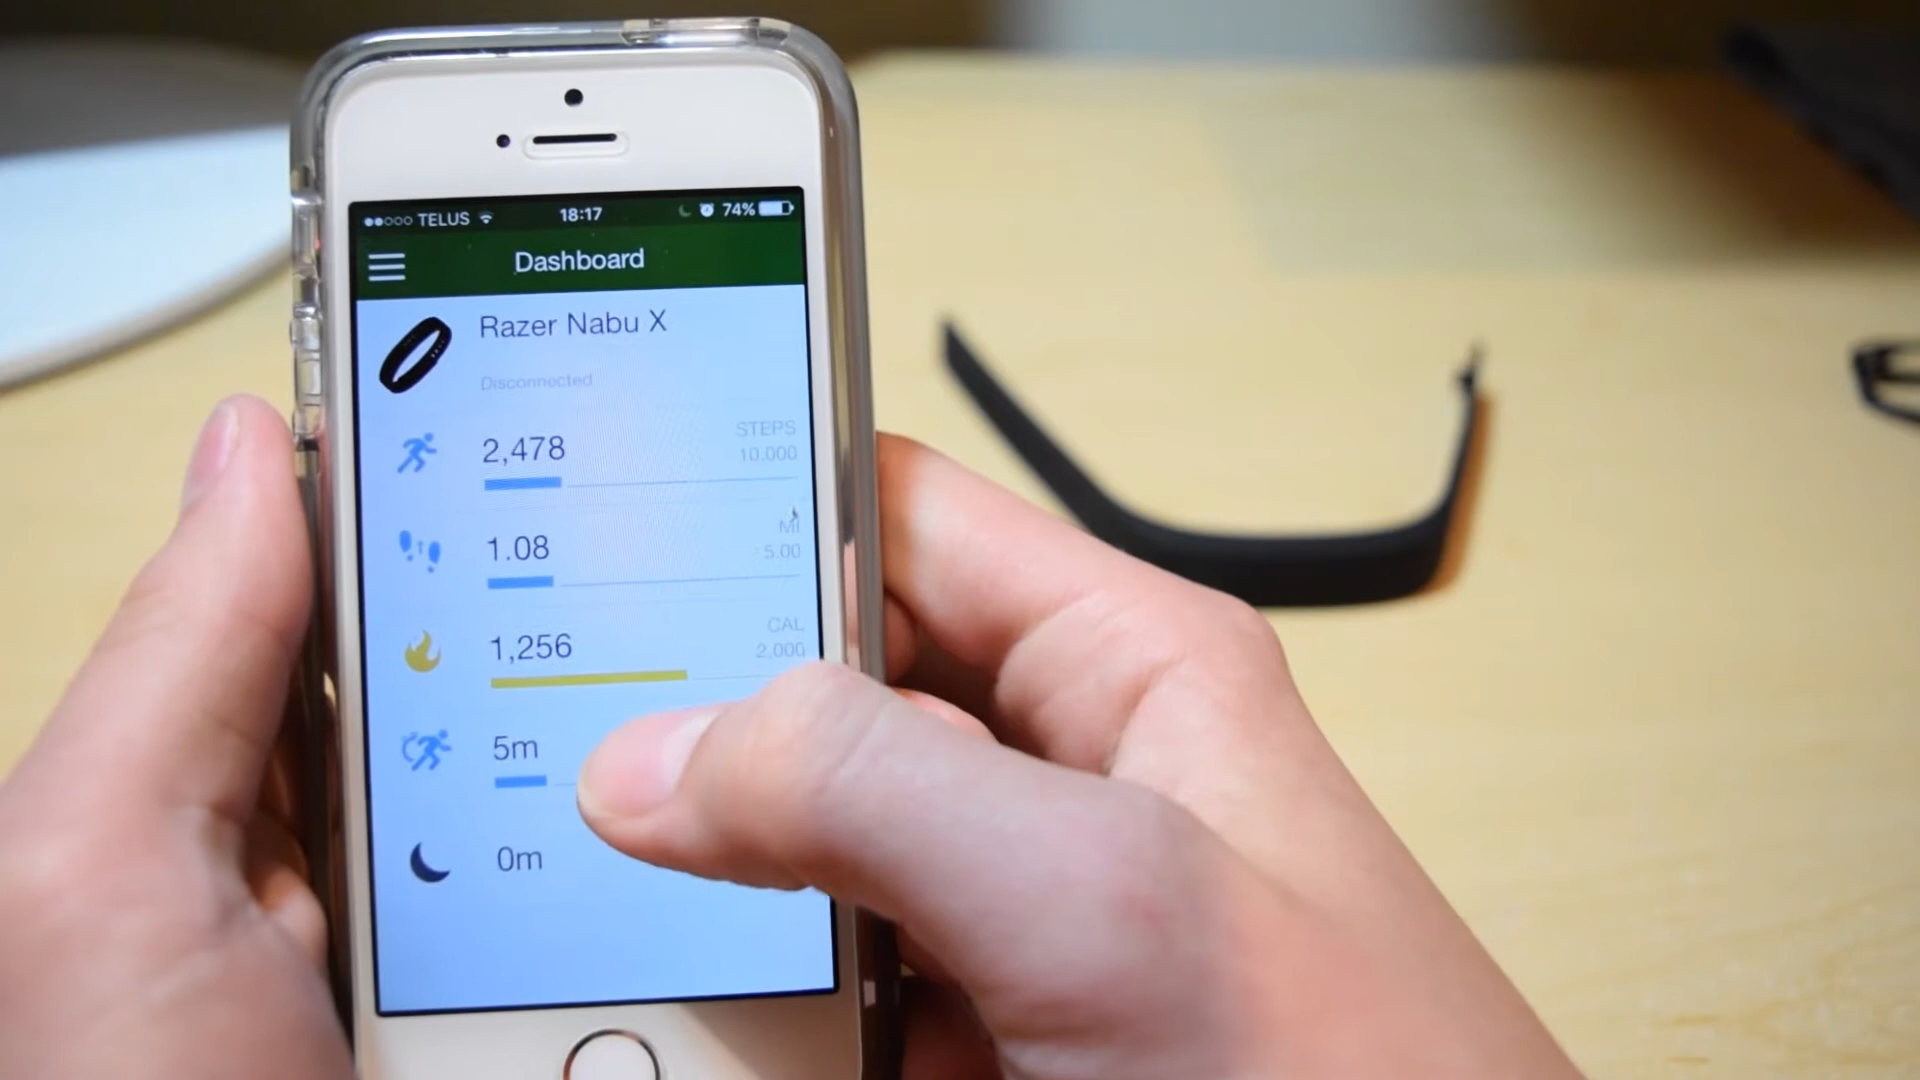 TELUS 18:17 74%
Dashboard
Razer Nabu X
Disconnected
2,478 STEPS
10,000
1.08 MI
5.00
1,256 CAL
2,000
5m
0m